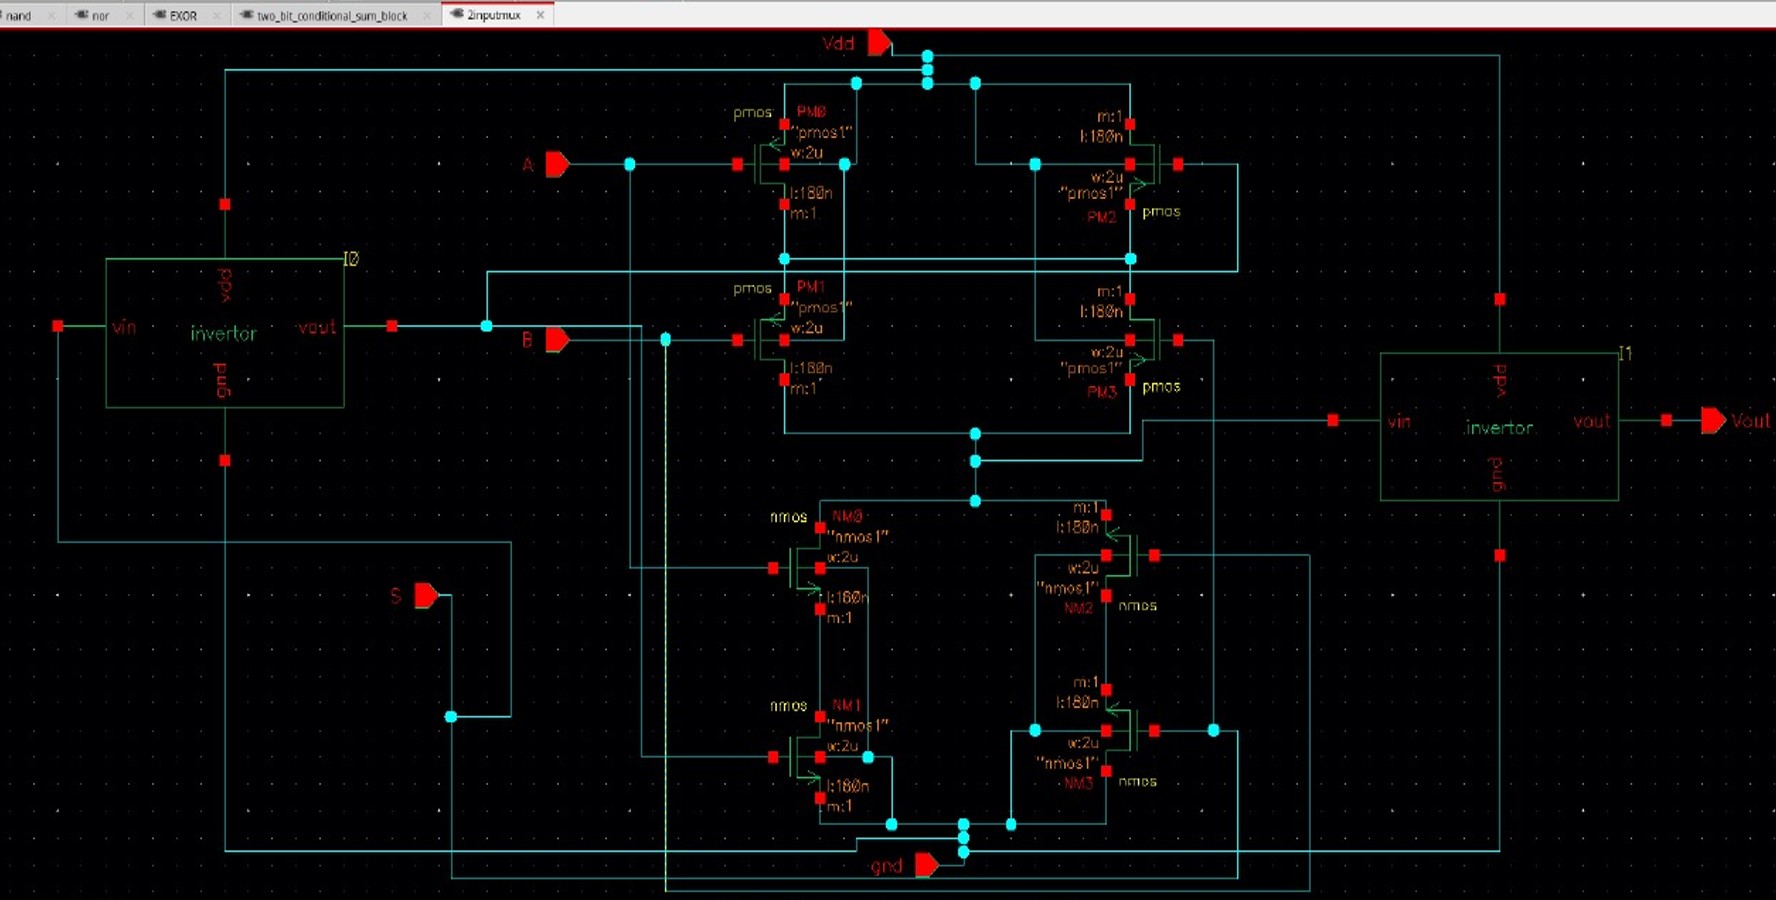 nand
nor
EXOR
two_bit_conditional_sum_block
2inputmux
Vdd
pmos
PM0
"pmos1"
w:2u
l:180n
m:1
m:1
l:180n
w:2u
"pmos1"
PM2
pmos
A
I0
vdd
vin
invertor
vout
gnd
B
pmos
PM1
"pmos1"
w:2u
l:180n
m:1
m:1
l:180n
w:2u
"pmos1"
PM3
pmos
I1
vdd
vin
invertor
vout
gnd
Vout
nmos
NM0
"nmos1"
w:2u
l:180n
m:1
m:1
l:180n
w:2u
"nmos1"
NM2
nmos
S
nmos
NM1
"nmos1"
w:2u
l:180n
m:1
m:1
l:180n
w:2u
"nmos1"
NM3
nmos
gnd